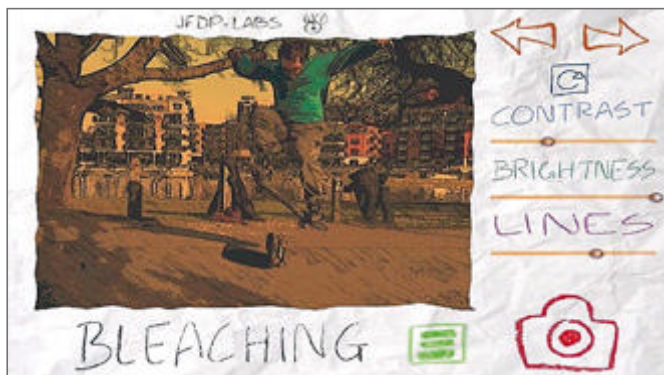 JFDP.LABS
CONTRAST
BRIGHTNESS
LINES
BLEACHING